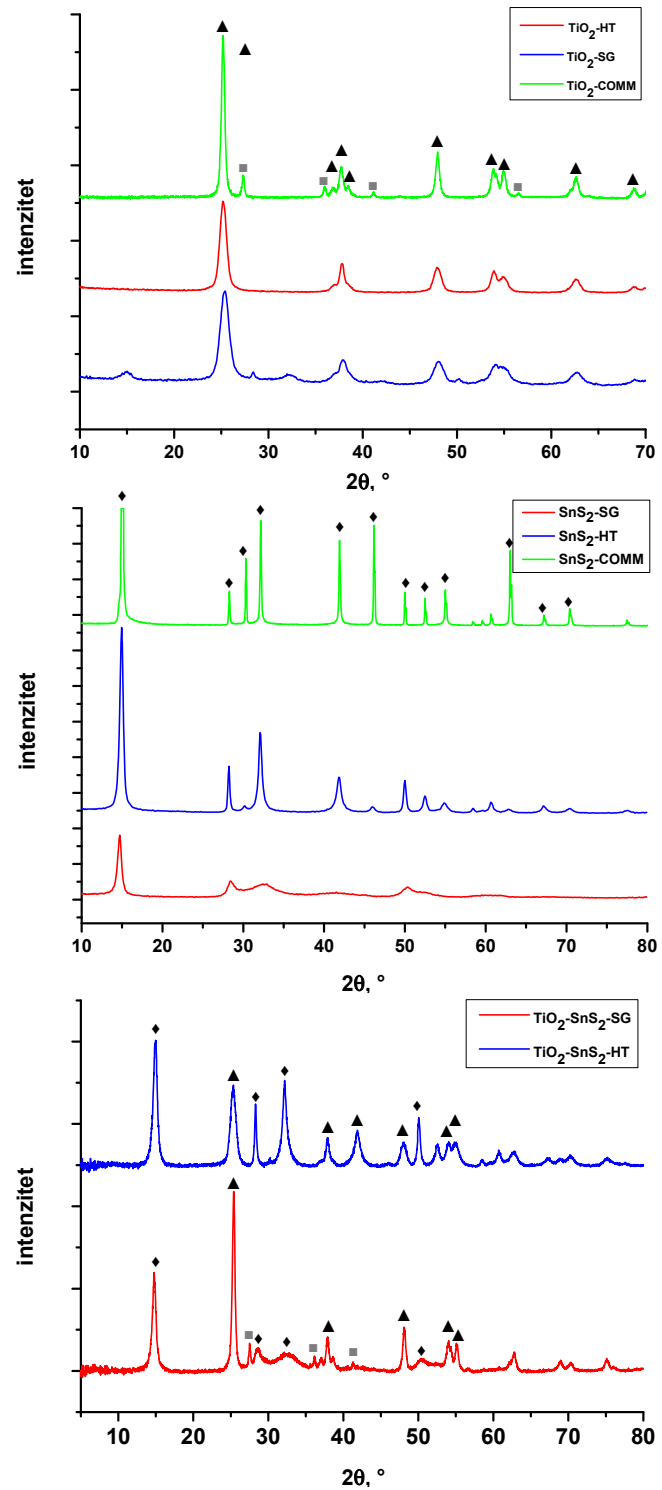 TiO2-HT
TiO2-SG
TiO2-COMM
intenzitet
10 20 30 40 50 60 70
2θ, °
SnS2-SG
SnS2-HT
SnS2-COMM
intenzitet
10 20 30 40 50 60 70 80
2θ, °
TiO2-SnS2-SG
TiO2-SnS2-HT
intenzitet
10 20 30 40 50 60 70 80
2θ, °